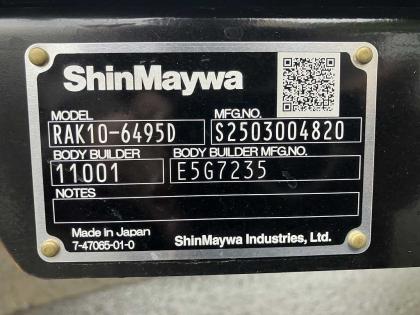 ShinMaywa
MODEL MFG.NO.
RAK10-6495D S2503004820
BODY BUILDER BODY BUILDER MFG.NO.
11001 E5G7235
NOTES
Made in Japan
7-47065-01-0 ShinMaywa Industries, Ltd.